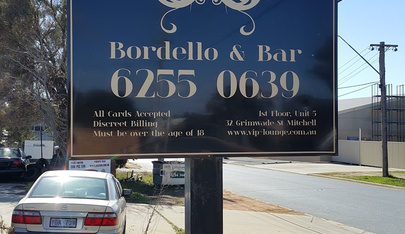 Bordello & Bar
6255 0639
All Cards Accepted
Discreet Billing
Must be over the age of 18
1st Floor, Unit 5
32 Grimwade St Mitchell
www.vip-lounge.com.au